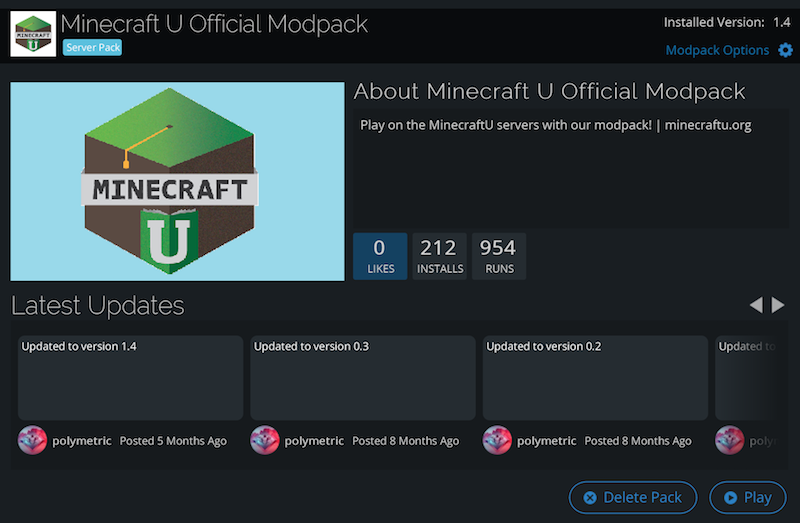 MINECRAFT
U
Minecraft U Official Modpack
Server Pack
Installed Version: 1.4
Modpack Options
MINECRAFT
U
About Minecraft U Official Modpack
Play on the MinecraftU servers with our modpack! | minecraftu.org
0
LIKES
212
INSTALLS
954
RUNS
Latest Updates
Updated to version 1.4
Updated to version 0.3
Updated to version 0.2
Updated to
polymetric Posted 5 Months Ago
polymetric Posted 8 Months Ago
polymetric Posted 8 Months Ago
Delete Pack
Play